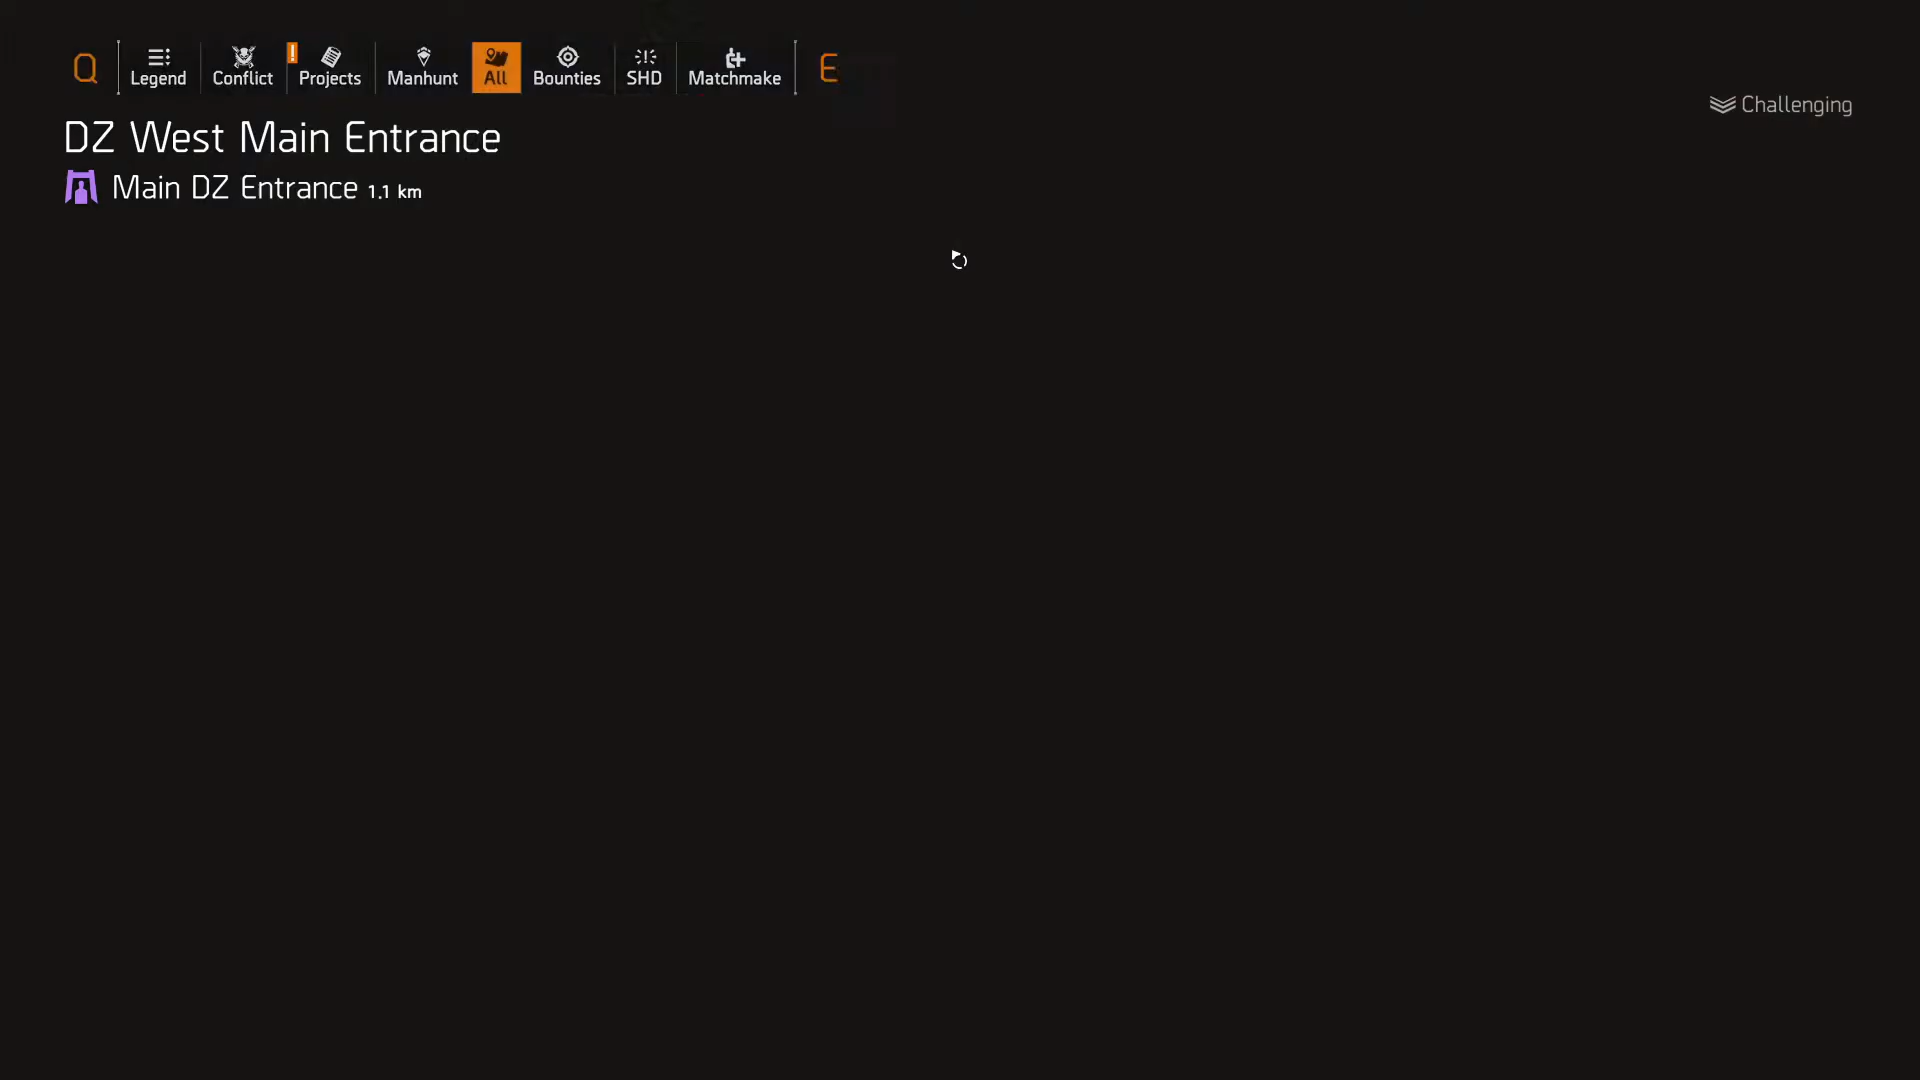 Q Legend Conflict ! Projects Manhunt All Bounties SHD Matchmake E
Challenging
DZ West Main Entrance
Main DZ Entrance 1.1 km